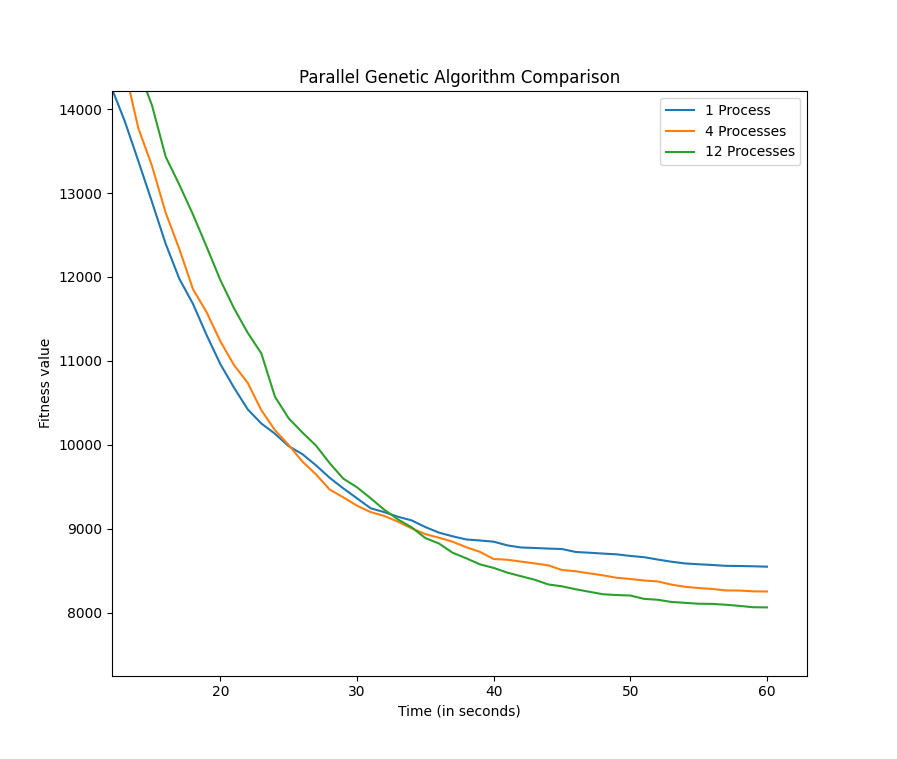 Parallel Genetic Algorithm Comparison
1 Process
4 Processes
12 Processes
Fitness value
14000
13000
12000
11000
10000
9000
8000
20 30 40 50 60
Time (in seconds)